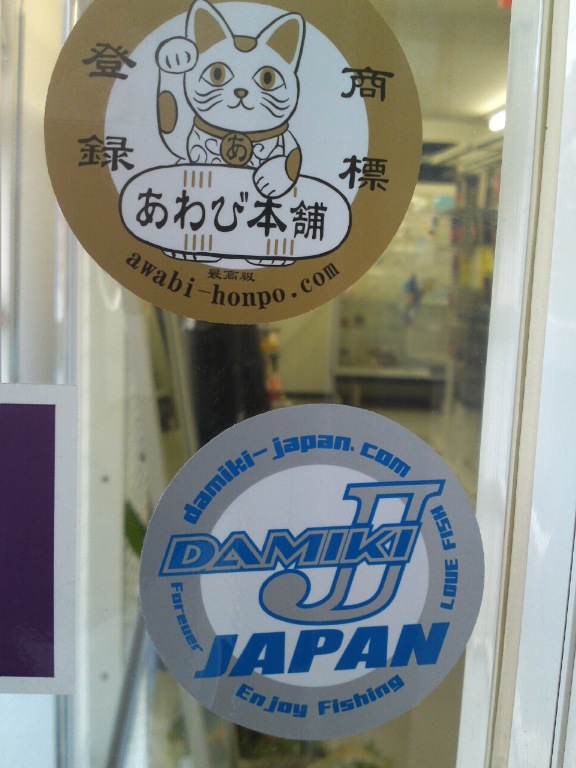 登録
商標
あ
あわび本舗
最高級
awabi-honpo.com
damiki-japan.com
DAMIKI
J
JAPAN
LOVE FISH
Forever
Enjoy Fishing